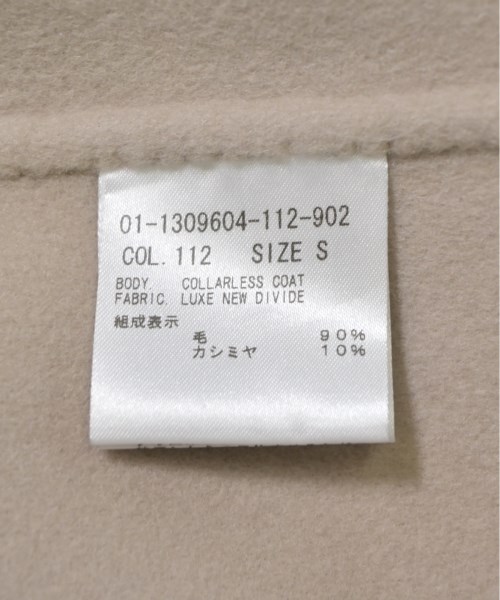 01-1309604-112-902
COL. 112 SIZE S
BODY. COLLARLESS COAT
FABRIC. LUXE NEW DIVIDE
組成表示
毛 90%
カシミヤ 10%